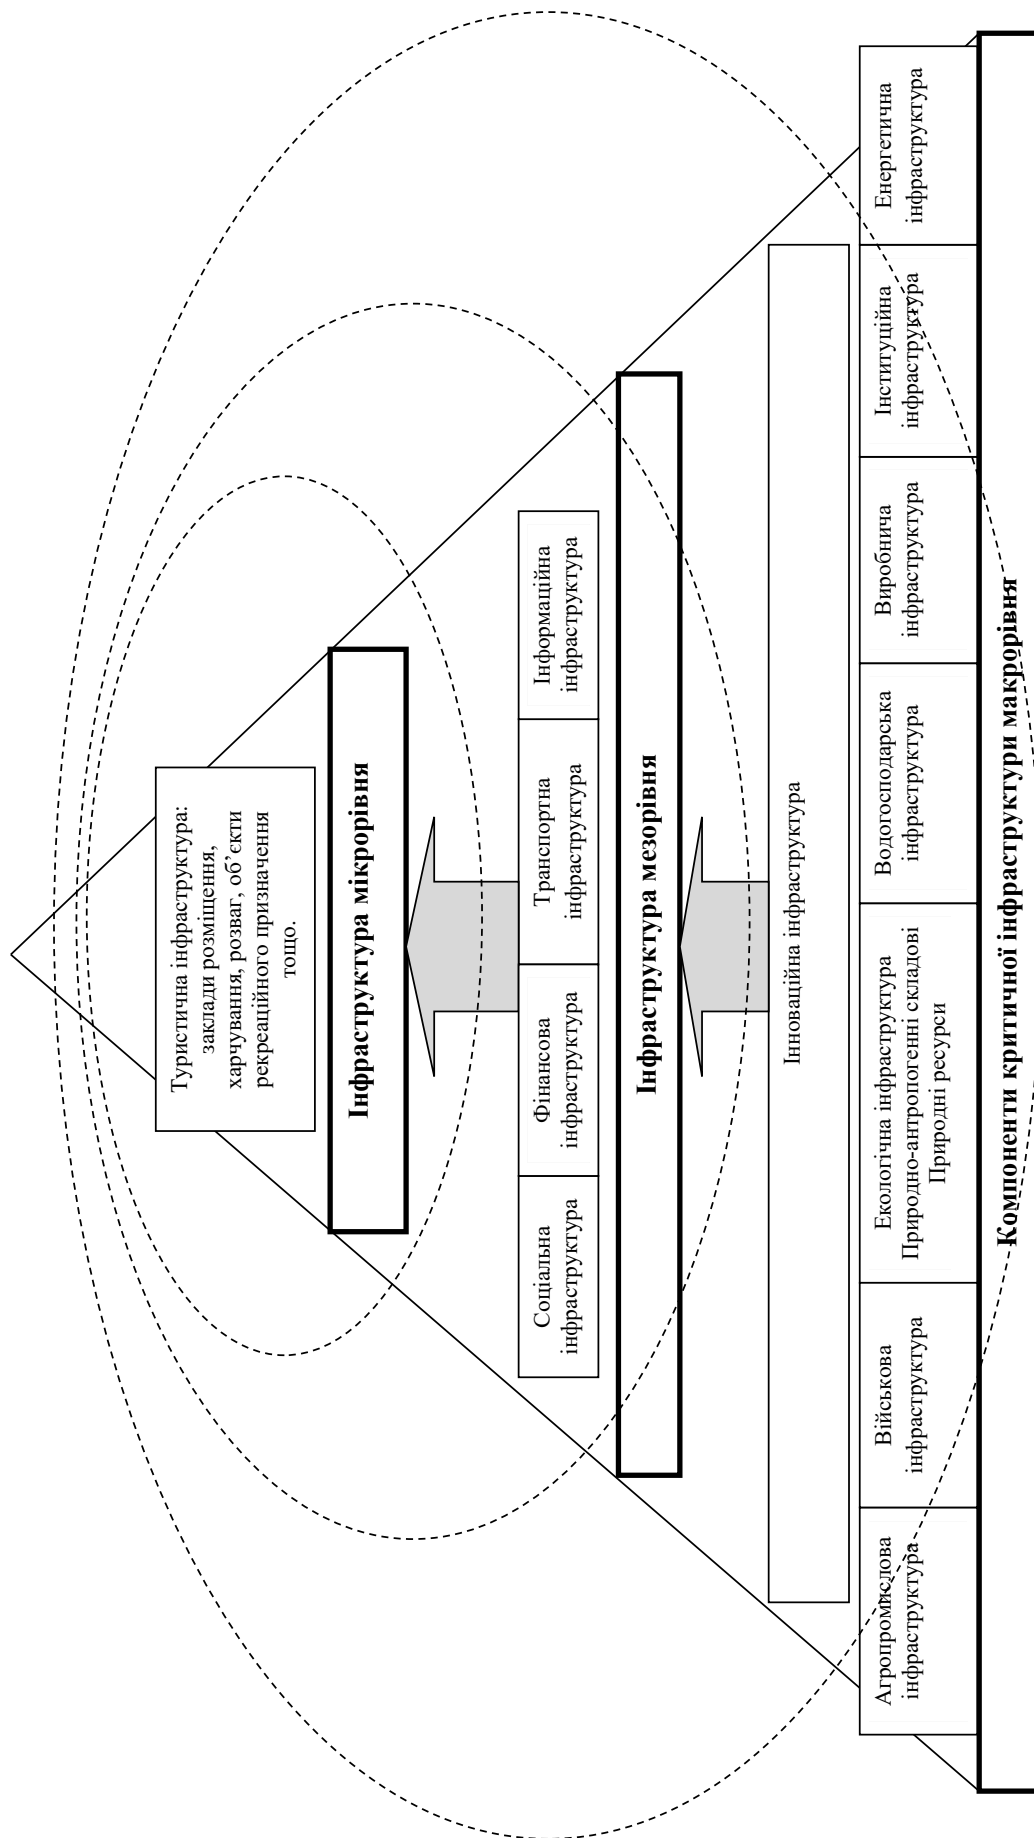 Туристична інфраструктура:
заклади розміщення,
харчування, розваг, об’єкти
рекреаційного призначення
тощо.
Інфраструктура мікрорівня
Соціальна
інфраструктура
Фінансова
інфраструктура
Транспортна
інфраструктура
Інформаційна
інфраструктура
Інфраструктура мезорівня
Інноваційна інфраструктура
Агропромислова
інфраструктура
Військова
інфраструктура
Екологічна інфраструктура
Природно-антропогенні складові
Природні ресурси
Водогосподарська
інфраструктура
Виробнича
інфраструктура
Інституційна
інфраструктура
Енергетична
інфраструктура
Компоненти критичної інфраструктури макрорівня